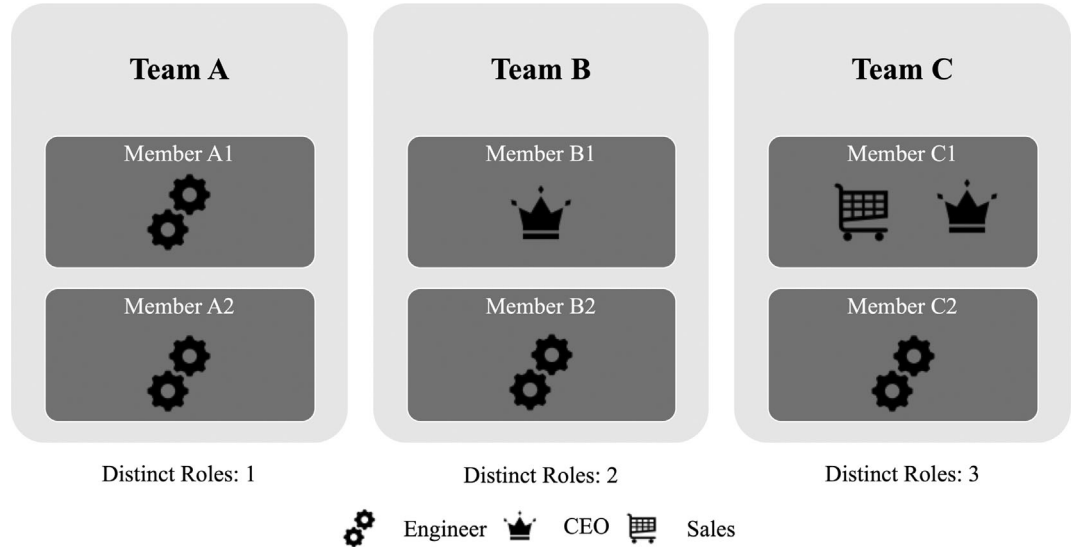 Team A
Team B
Team C
Member A1
Member B1
Member C1
Member A2
Member B2
Member C2
Distinct Roles: 1
Distinct Roles: 2
Distinct Roles: 3
Engineer
CEO
Sales